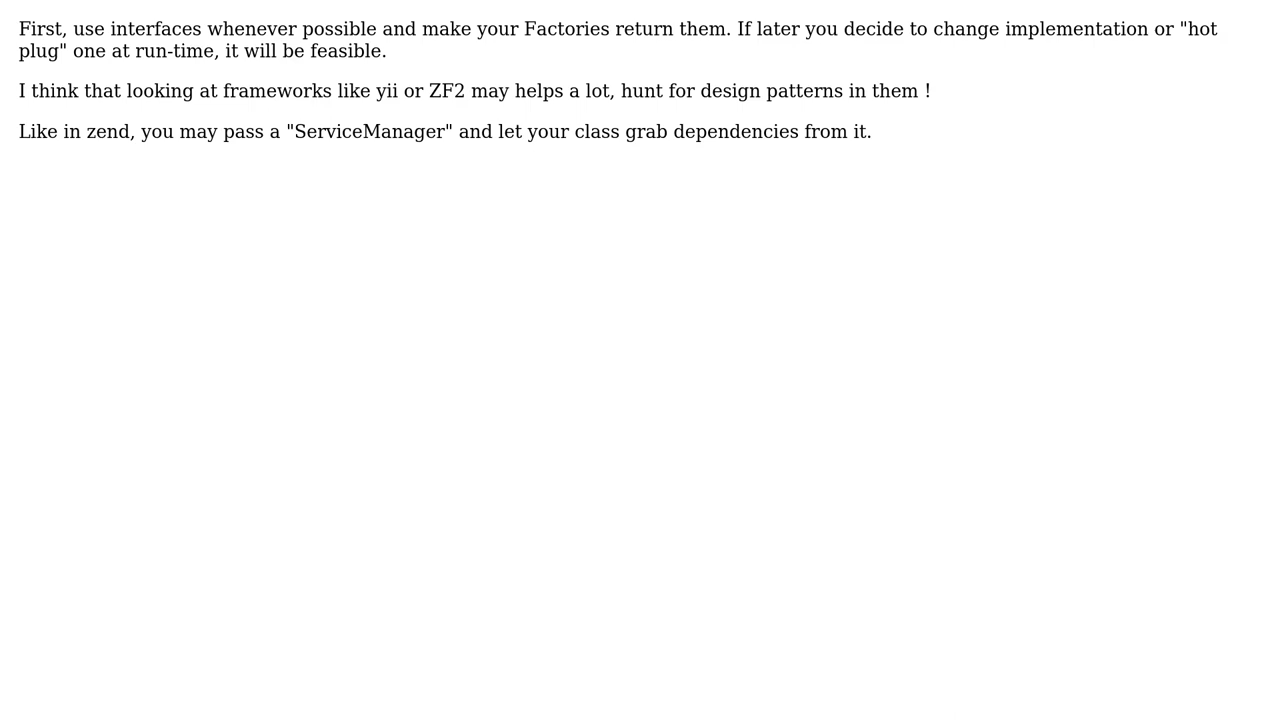 First, use interfaces whenever possible and make your Factories return them. If later you decide to change implementation or "hot
plug" one at run-time, it will be feasible.
I think that looking at frameworks like yii or ZF2 may helps a lot, hunt for design patterns in them !
Like in zend, you may pass a "ServiceManager" and let your class grab dependencies from it.